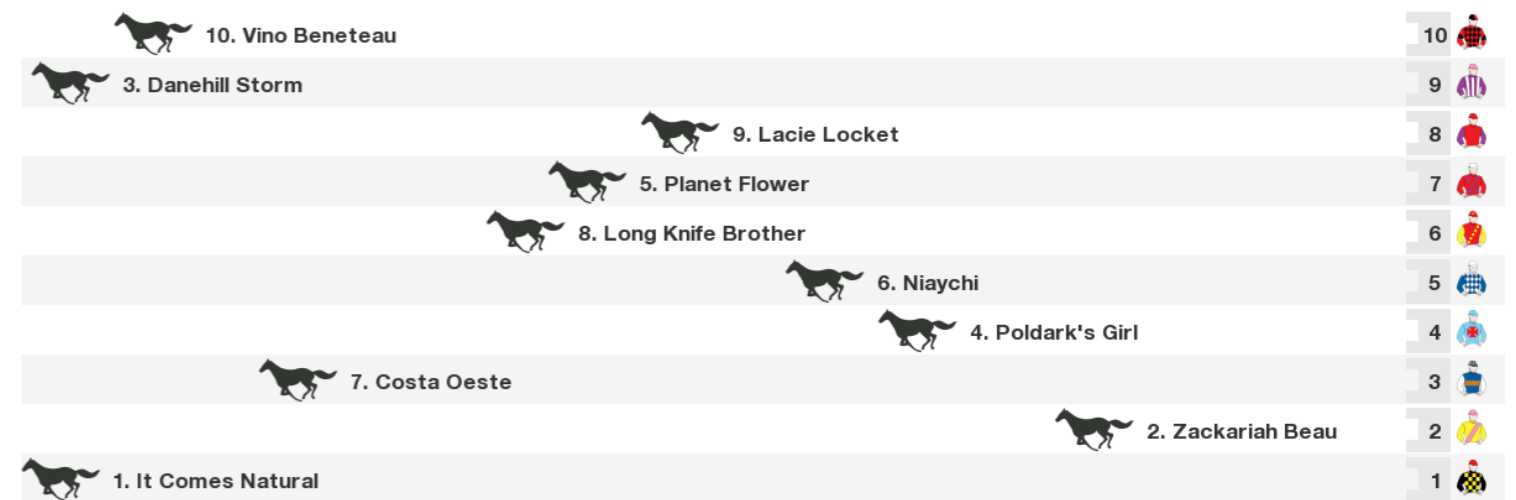 10. Vino Beneteau 10
3. Danehill Storm 9
9. Lacie Locket 8
5. Planet Flower 7
8. Long Knife Brother 6
6. Niaychi 5
4. Poldark's Girl 4
7. Costa Oeste 3
2. Zackariah Beau 2
1. It Comes Natural 1